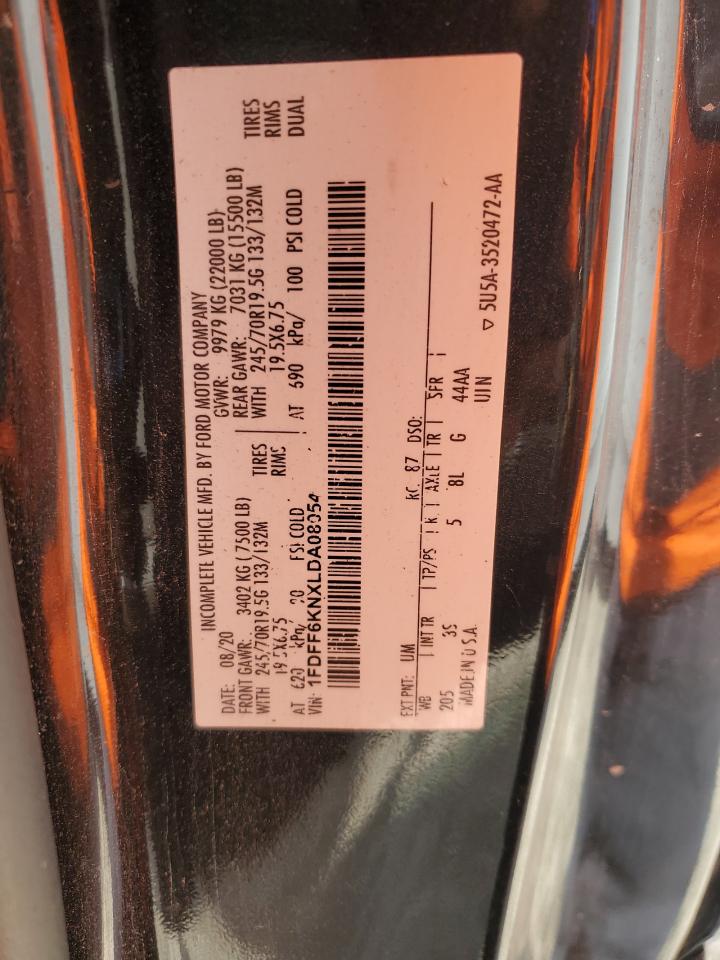 INCOMPLETE VEHICLE MFD. BY FORD MOTOR COMPANY
DATE: 08/20 GVWR: 9979 KG (22000 LB)
FRONT GAWR: 3402 KG (7500 LB) REAR GAWR: 7031 KG (15500 LB)
WITH 245/70R19.5G 133/132M TIRES WITH 245/70R19.5G 133/132M TIRES
19.5X6.75 RIMS 19.5X6.75 RIMS
AT 620 kPa/ PSI COLD AT 690 kPa/ 100 PSI COLD DUAL
VIN: 1FDFF6KNXLDA08054
EXT PNT: UM RC: 87 DSO:
WB INT TR TP/PS R AXLE TR SFR
205 3S 5 8L G 44AA
MADE IN U.S.A. UIN
▽ 5U5A-3520472-AA